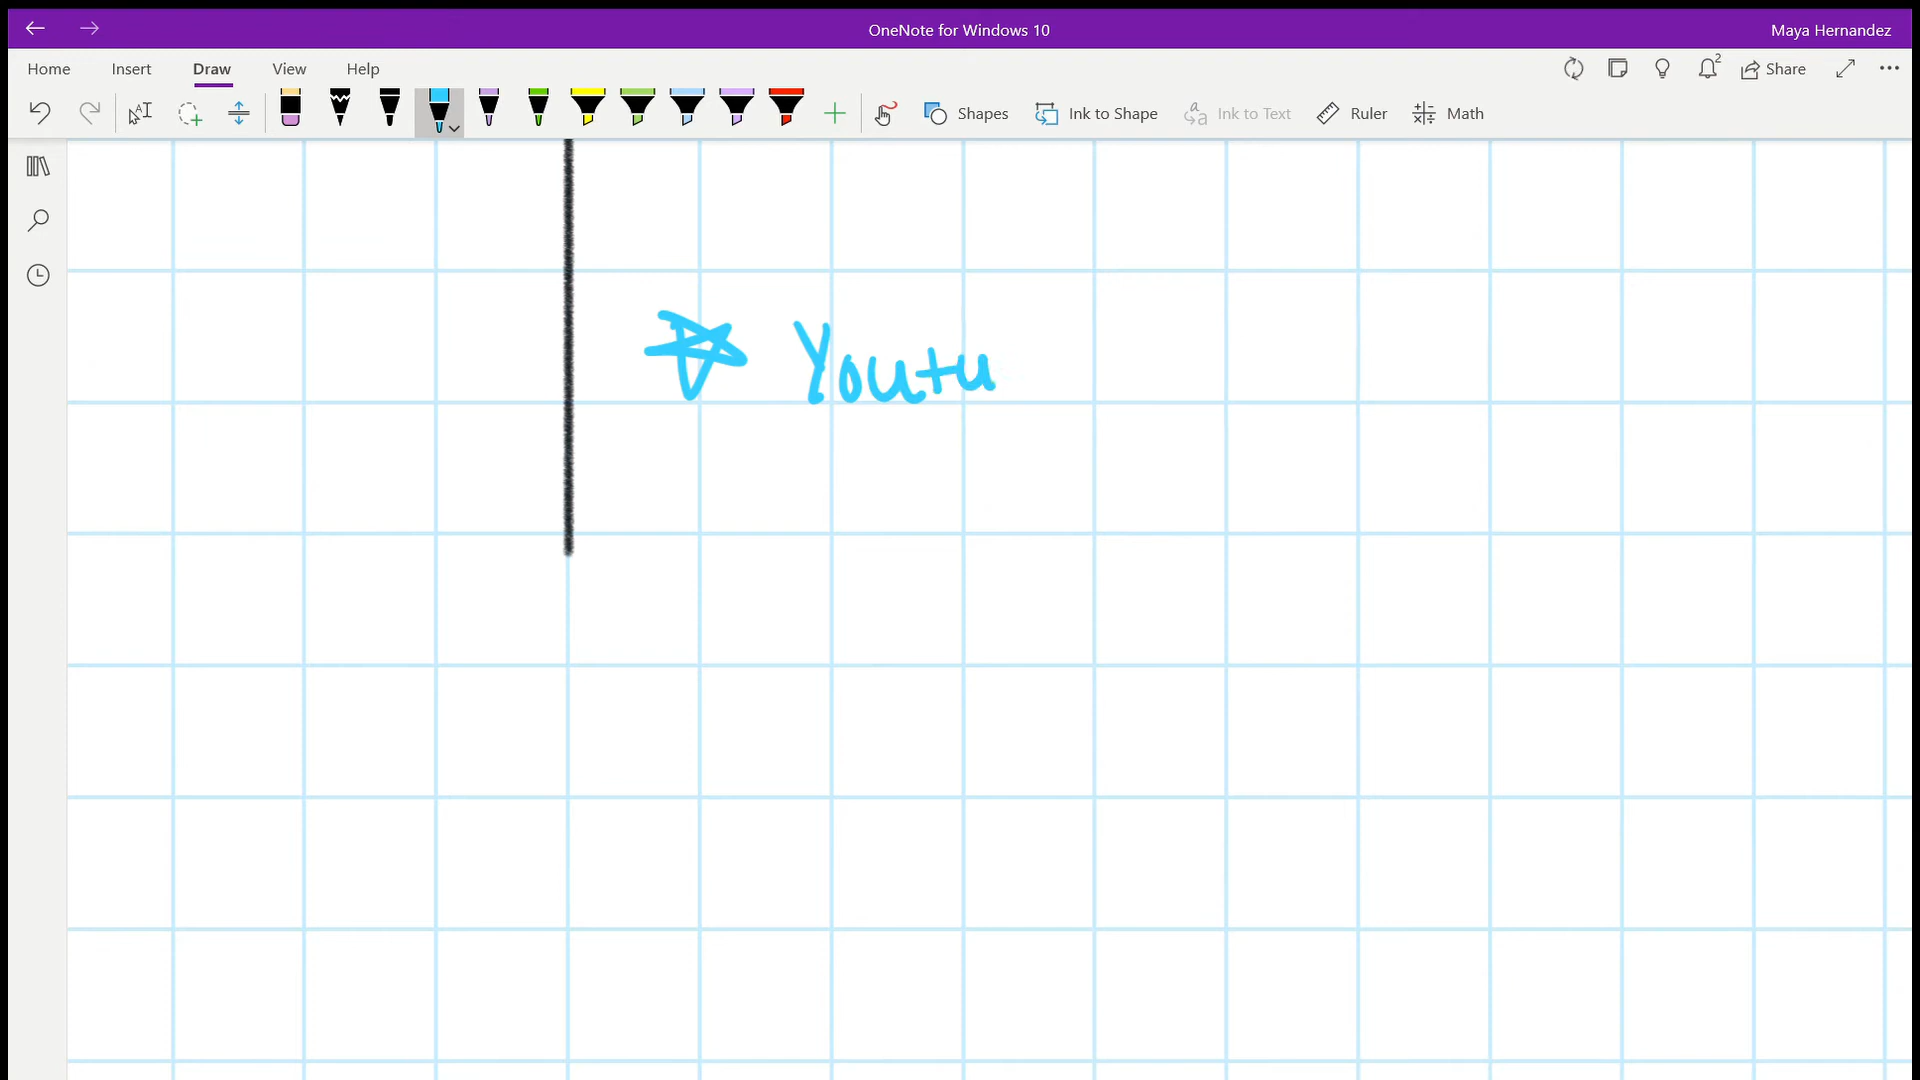 OneNote for Windows 10
Maya Hernandez
Home Insert Draw View Help
2 Share
Shapes Ink to Shape Ink to Text Ruler Math
Youtu